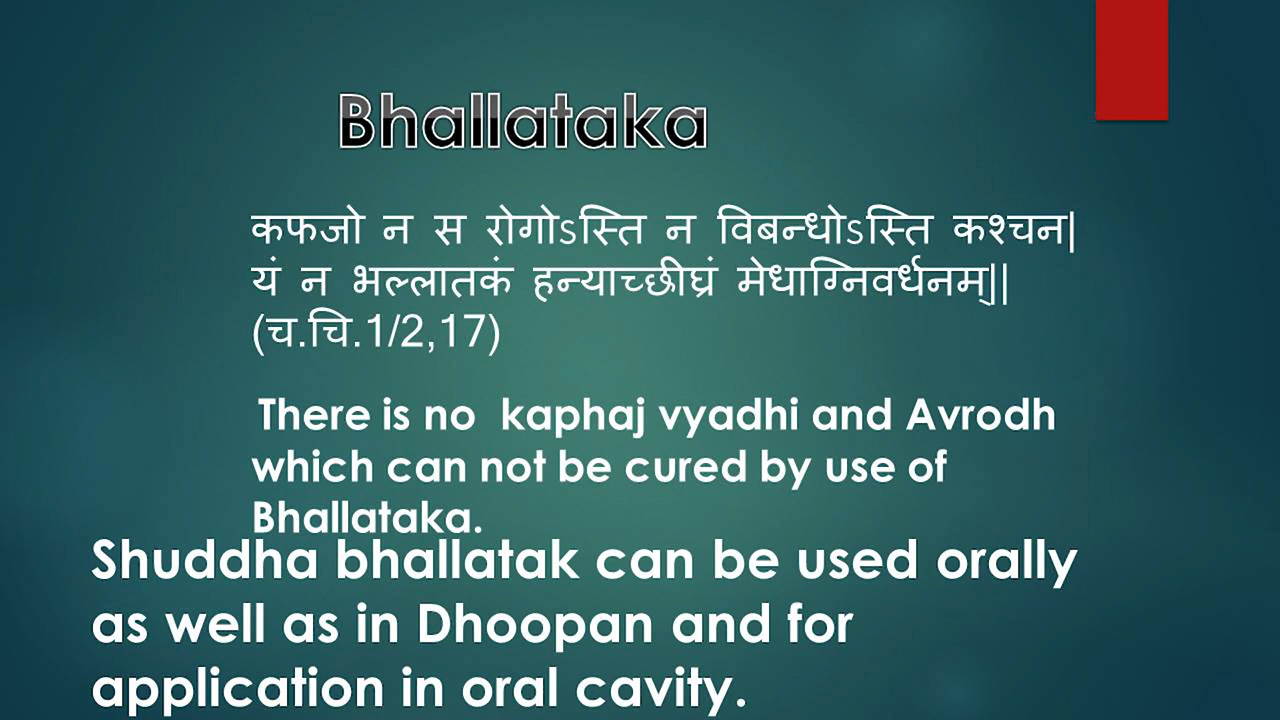 Bhallataka
कफजो न स रोगोऽस्ति न विबन्धोऽस्ति कश्चन|
यं न भल्लातकं हन्याच्छीघ्रं मेधाग्निवर्धनम्||
(च.चि.1/2,17)
There is no kaphaj vyadhi and Avrodh
which can not be cured by use of
Bhallataka.
Shuddha bhallatak can be used orally
as well as in Dhoopan and for
application in oral cavity.